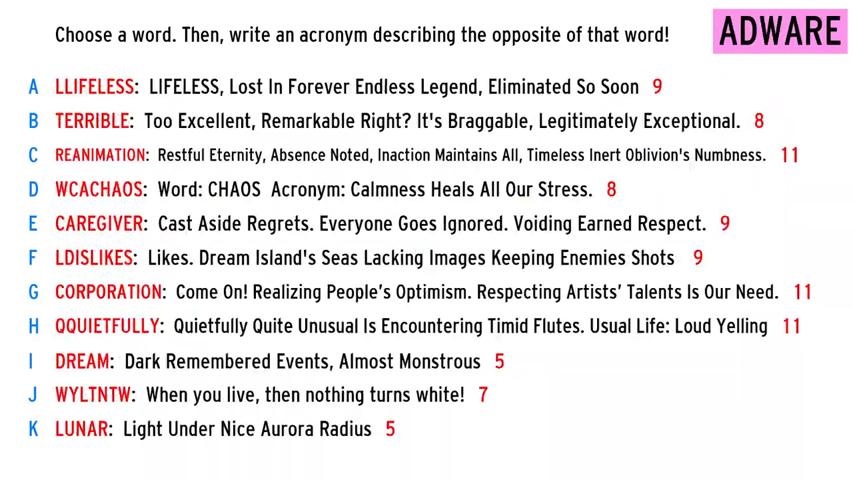 Choose a word. Then, write an acronym describing the opposite of that word!
ADWARE
A LLIFELESS: LIFELESS, Lost In Forever Endless Legend, Eliminated So Soon 9
B TERRIBLE: Too Excellent, Remarkable Right? It's Braggable, Legitimately Exceptional. 8
C REANIMATION: Restful Eternity, Absence Noted, Inaction Maintains All, Timeless Inert Oblivion's Numbness. 11
D WCACHAOS: Word: CHAOS Acronym: Calmness Heals All Our Stress. 8
E CAREGIVER: Cast Aside Regrets. Everyone Goes Ignored. Voiding Earned Respect. 9
F LDISLIKES: Likes. Dream Island's Seas Lacking Images Keeping Enemies Shots 9
G CORPORATION: Come On! Realizing People's Optimism. Respecting Artists' Talents Is Our Need. 11
H QQUIETFULLY: Quietfully Quite Unusual Is Encountering Timid Flutes. Usual Life: Loud Yelling 11
I DREAM: Dark Remembered Events, Almost Monstrous 5
J WYLTNTW: When you live, then nothing turns white! 7
K LUNAR: Light Under Nice Aurora Radius 5